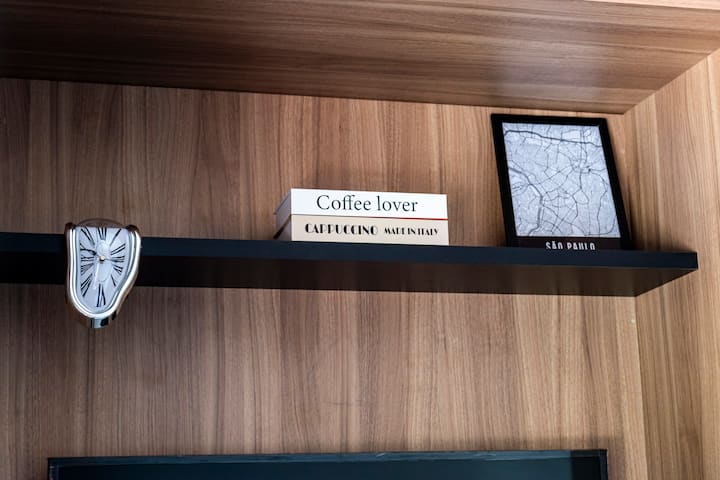 Coffee lover
CAPPUCCINO MADE IN ITALY
SÃO PAULO